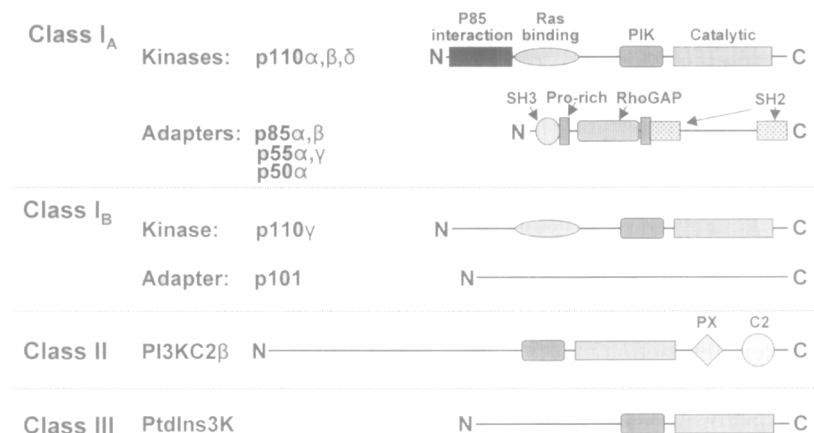 P85 Ras
Class IA interaction binding PIK Catalytic
Kinases: p110α,β,δ N C
SH3 Pro-rich RhoGAP SH2
Adapters: p85α,β N C
p55α,γ
p50α
Class IB
Kinase: p110γ N C
Adapter: p101 N C
PX C2
Class II PI3KC2β N C
Class III PtdIns3K N C